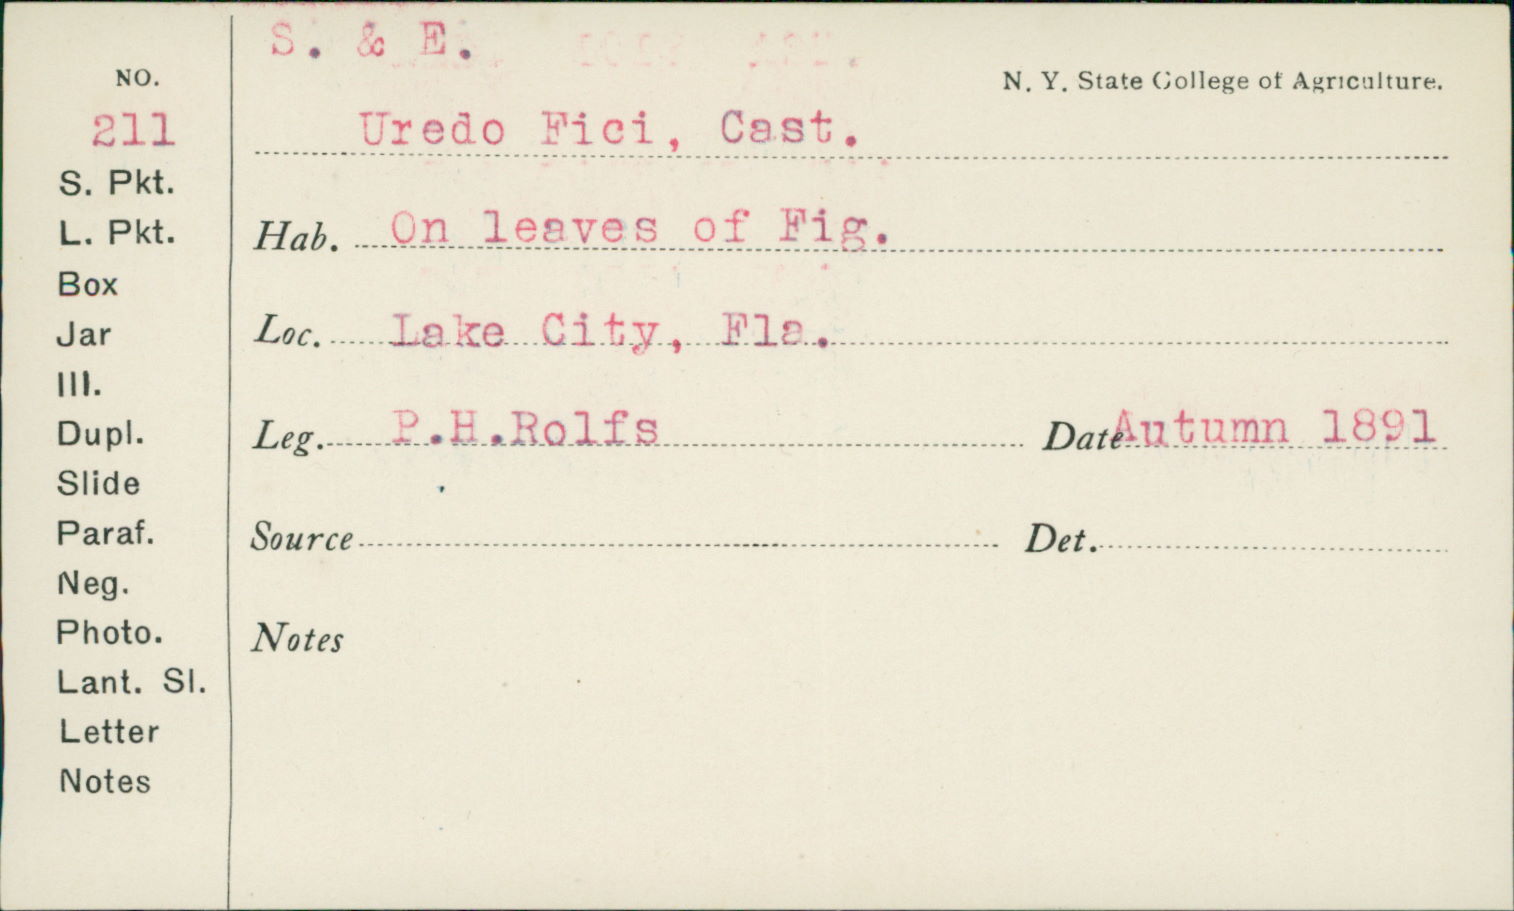 S. & E.
NO.
N. Y. State College of Agriculture.
211
Uredo Fici, Cast.
S. Pkt.
L. Pkt.
Hab. On leaves of Fig.
Box
Jar
Loc. Lake City, Fla.
Ill.
Dupl.
Leg. P.H.Rolfs Date Autumn 1891
Slide
Paraf.
Source Det.
Neg.
Photo.
Notes
Lant. Sl.
Letter
Notes